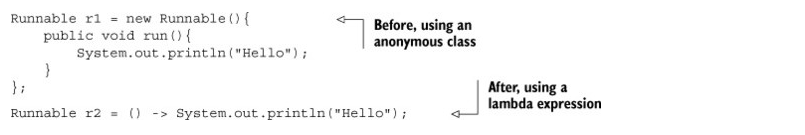 Runnable r1 = new Runnable(){
    public void run(){
        System.out.println("Hello");
    }
};
Before, using an
anonymous class
Runnable r2 = () -> System.out.println("Hello");
After, using a
lambda expression